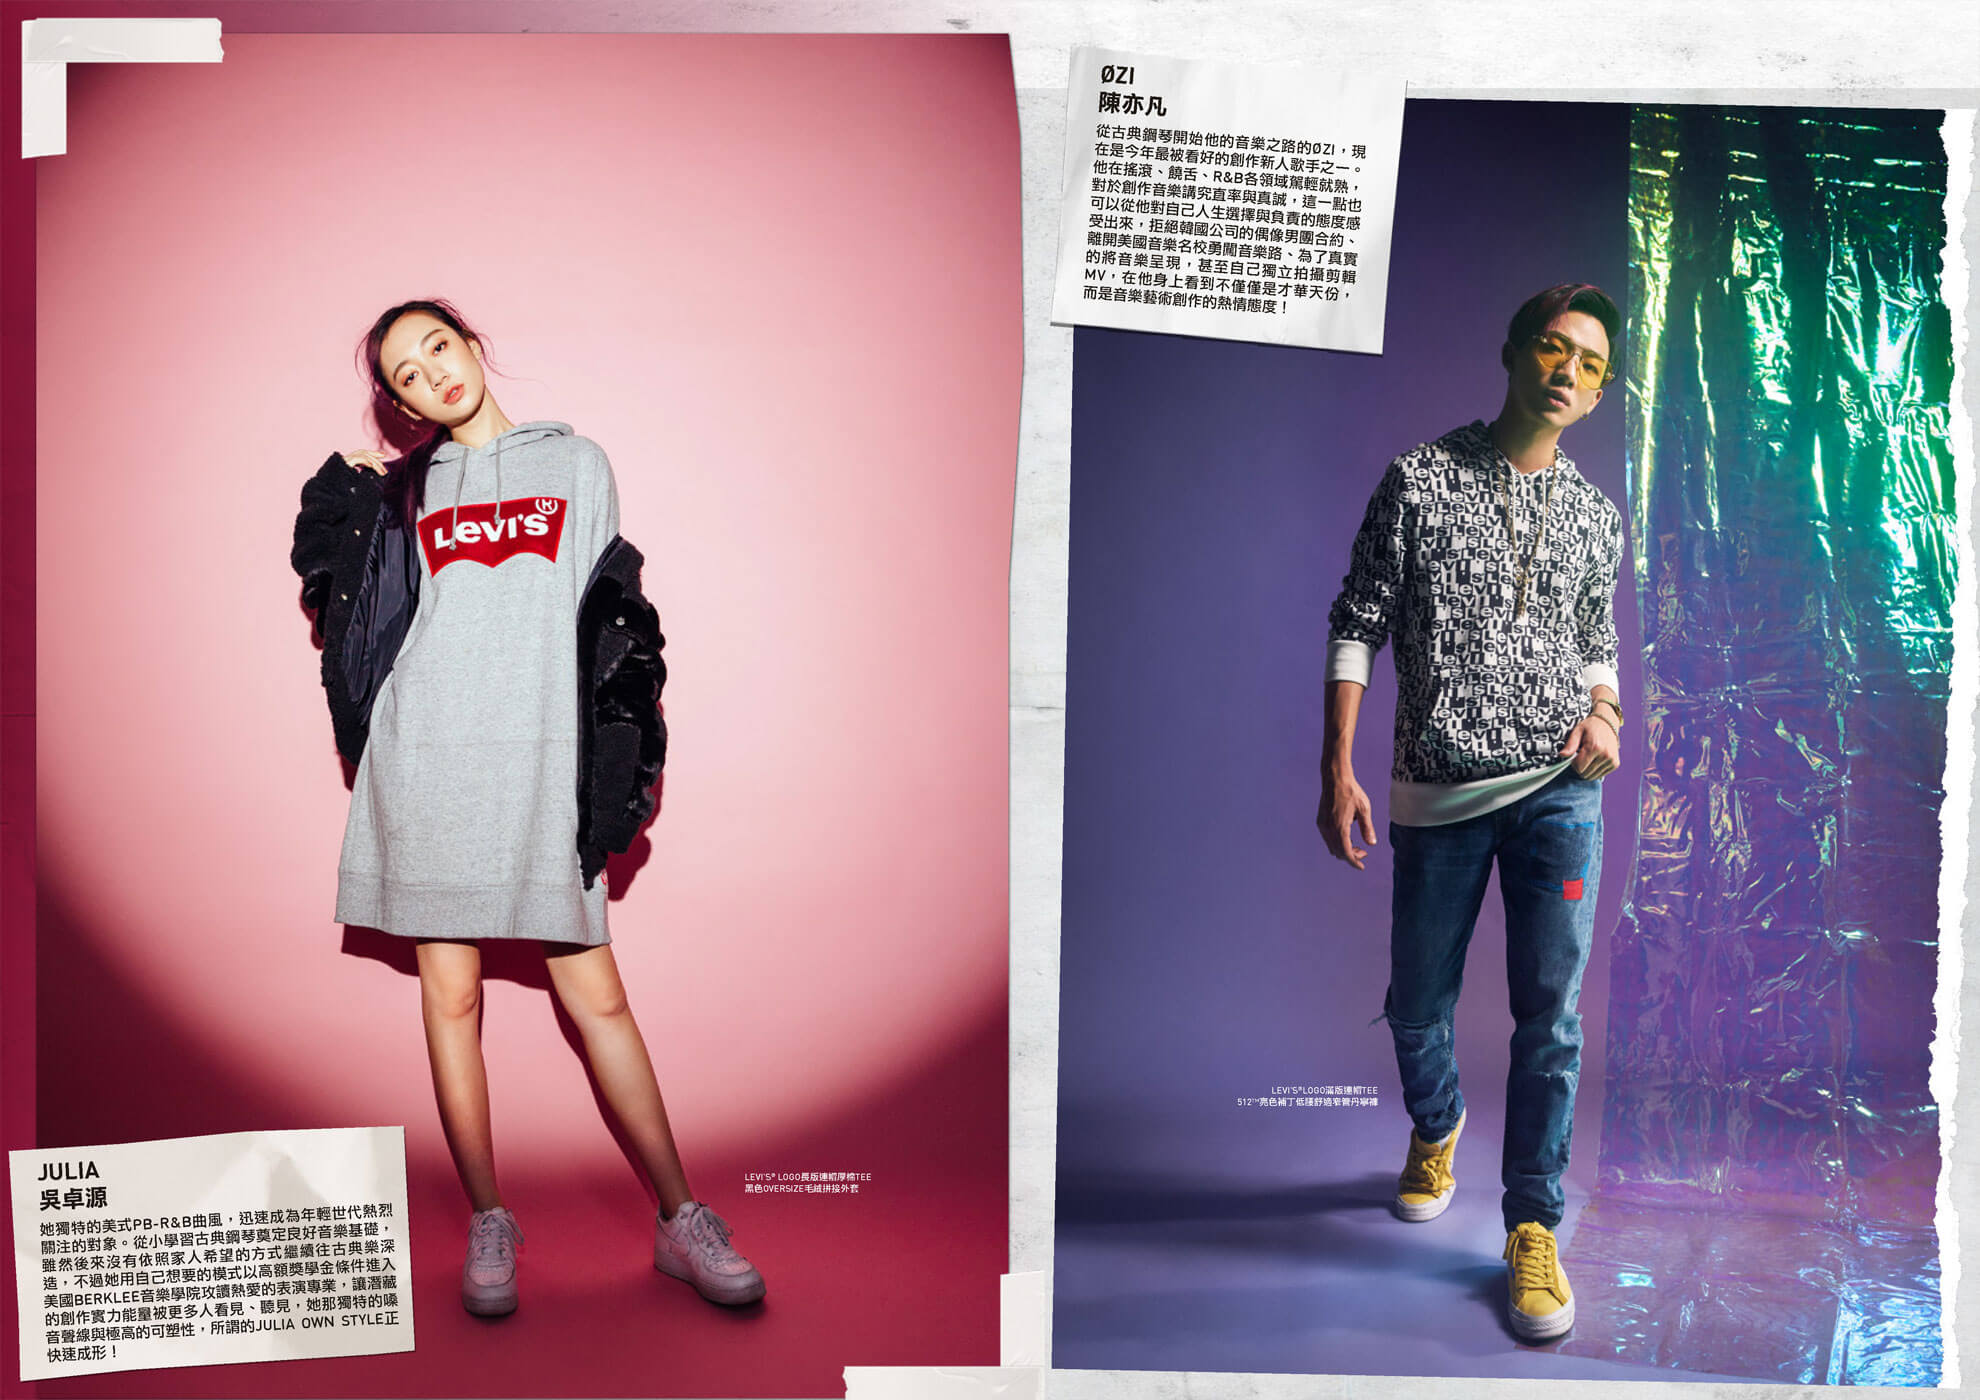 JULIA
吳卓源
她獨特的美式PB-R&B曲風，迅速成為年輕世代熱烈
關注的對象。從小學習古典鋼琴奠定良好音樂基礎，
雖然後來沒有依照家人希望的方式繼續往古典樂深
造，不過她用自己想要的模式以高額獎學金條件進入
美國BERKLEE音樂學院攻讀熱愛的表演專業，讓潛藏
的創作實力能量被更多人看見、聽見，她那獨特的嗓
音聲線與極高的可塑性，所謂的JULIA OWN STYLE正
快速成形！
Levi's®
LEVI'S® LOGO長版連帽厚棉TEE
黑色OVERSIZE毛絨拼接外套
ØZI
陳亦凡
從古典鋼琴開始他的音樂之路的ØZI，現
在是今年最被看好的創作新人歌手之一。
他在搖滾、饒舌、R&B各領域駕輕就熟，
對於創作音樂講究直率與真誠，這一點也
可以從他對自己人生選擇與負責的態度感
受出來，拒絕韓國公司的偶像男團合約、
離開美國音樂名校勇闖音樂路、為了真實
的將音樂呈現，甚至自己獨立拍攝剪輯
MV，在他身上看到不僅僅是才華天份，
而是音樂藝術創作的熱情態度！
LEVI'S®LOGO滿版連帽TEE
512™亮色補丁低腰舒適窄管丹寧褲